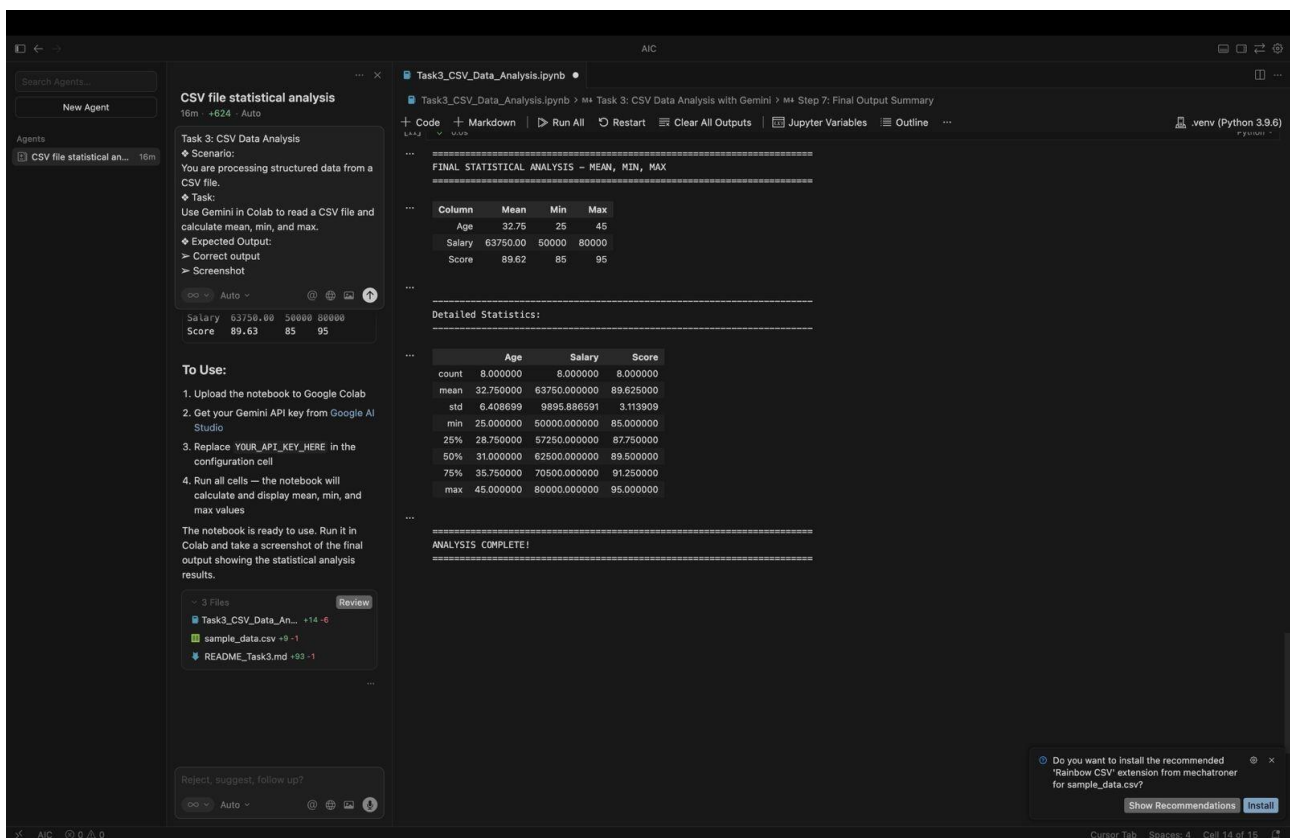 AIC
Search Agents...
New Agent
Agents
CSV file statistical an... 16m
CSV file statistical analysis
16m · +624 · Auto
Task 3: CSV Data Analysis
❖ Scenario:
You are processing structured data from a
CSV file.
❖ Task:
Use Gemini in Colab to read a CSV file and
calculate mean, min, and max.
❖ Expected Output:
➢ Correct output
➢ Screenshot
∞ Auto @
Salary 63750.00 50000 80000
Score 89.63 85 95
To Use:
1. Upload the notebook to Google Colab
2. Get your Gemini API key from Google AI
Studio
3. Replace YOUR_API_KEY_HERE in the
configuration cell
4. Run all cells — the notebook will
calculate and display mean, min, and
max values
The notebook is ready to use. Run it in
Colab and take a screenshot of the final
output showing the statistical analysis
results.
3 Files Review
Task3_CSV_Data_An... +14 -6
sample_data.csv +9 -1
README_Task3.md +93 -1
Reject, suggest, follow up?
∞ Auto @
Task3_CSV_Data_Analysis.ipynb
Task3_CSV_Data_Analysis.ipynb > M↓ Task 3: CSV Data Analysis with Gemini > M↓ Step 7: Final Output Summary
+ Code + Markdown Run All Restart Clear All Outputs Jupyter Variables Outline ... .venv (Python 3.9.6)
FINAL STATISTICAL ANALYSIS – MEAN, MIN, MAX
Column Mean Min Max
Age 32.75 25 45
Salary 63750.00 50000 80000
Score 89.62 85 95
Detailed Statistics:
Age Salary Score
count 8.000000 8.000000 8.000000
mean 32.750000 63750.000000 89.625000
std 6.408699 9895.886591 3.113909
min 25.000000 50000.000000 85.000000
25% 28.750000 57250.000000 87.750000
50% 31.000000 62500.000000 89.500000
75% 35.750000 70500.000000 91.250000
max 45.000000 80000.000000 95.000000
ANALYSIS COMPLETE!
Do you want to install the recommended
'Rainbow CSV' extension from mechatroner
for sample_data.csv?
Show Recommendations Install
AIC 0 0 Cursor Tab Spaces: 4 Cell 14 of 15